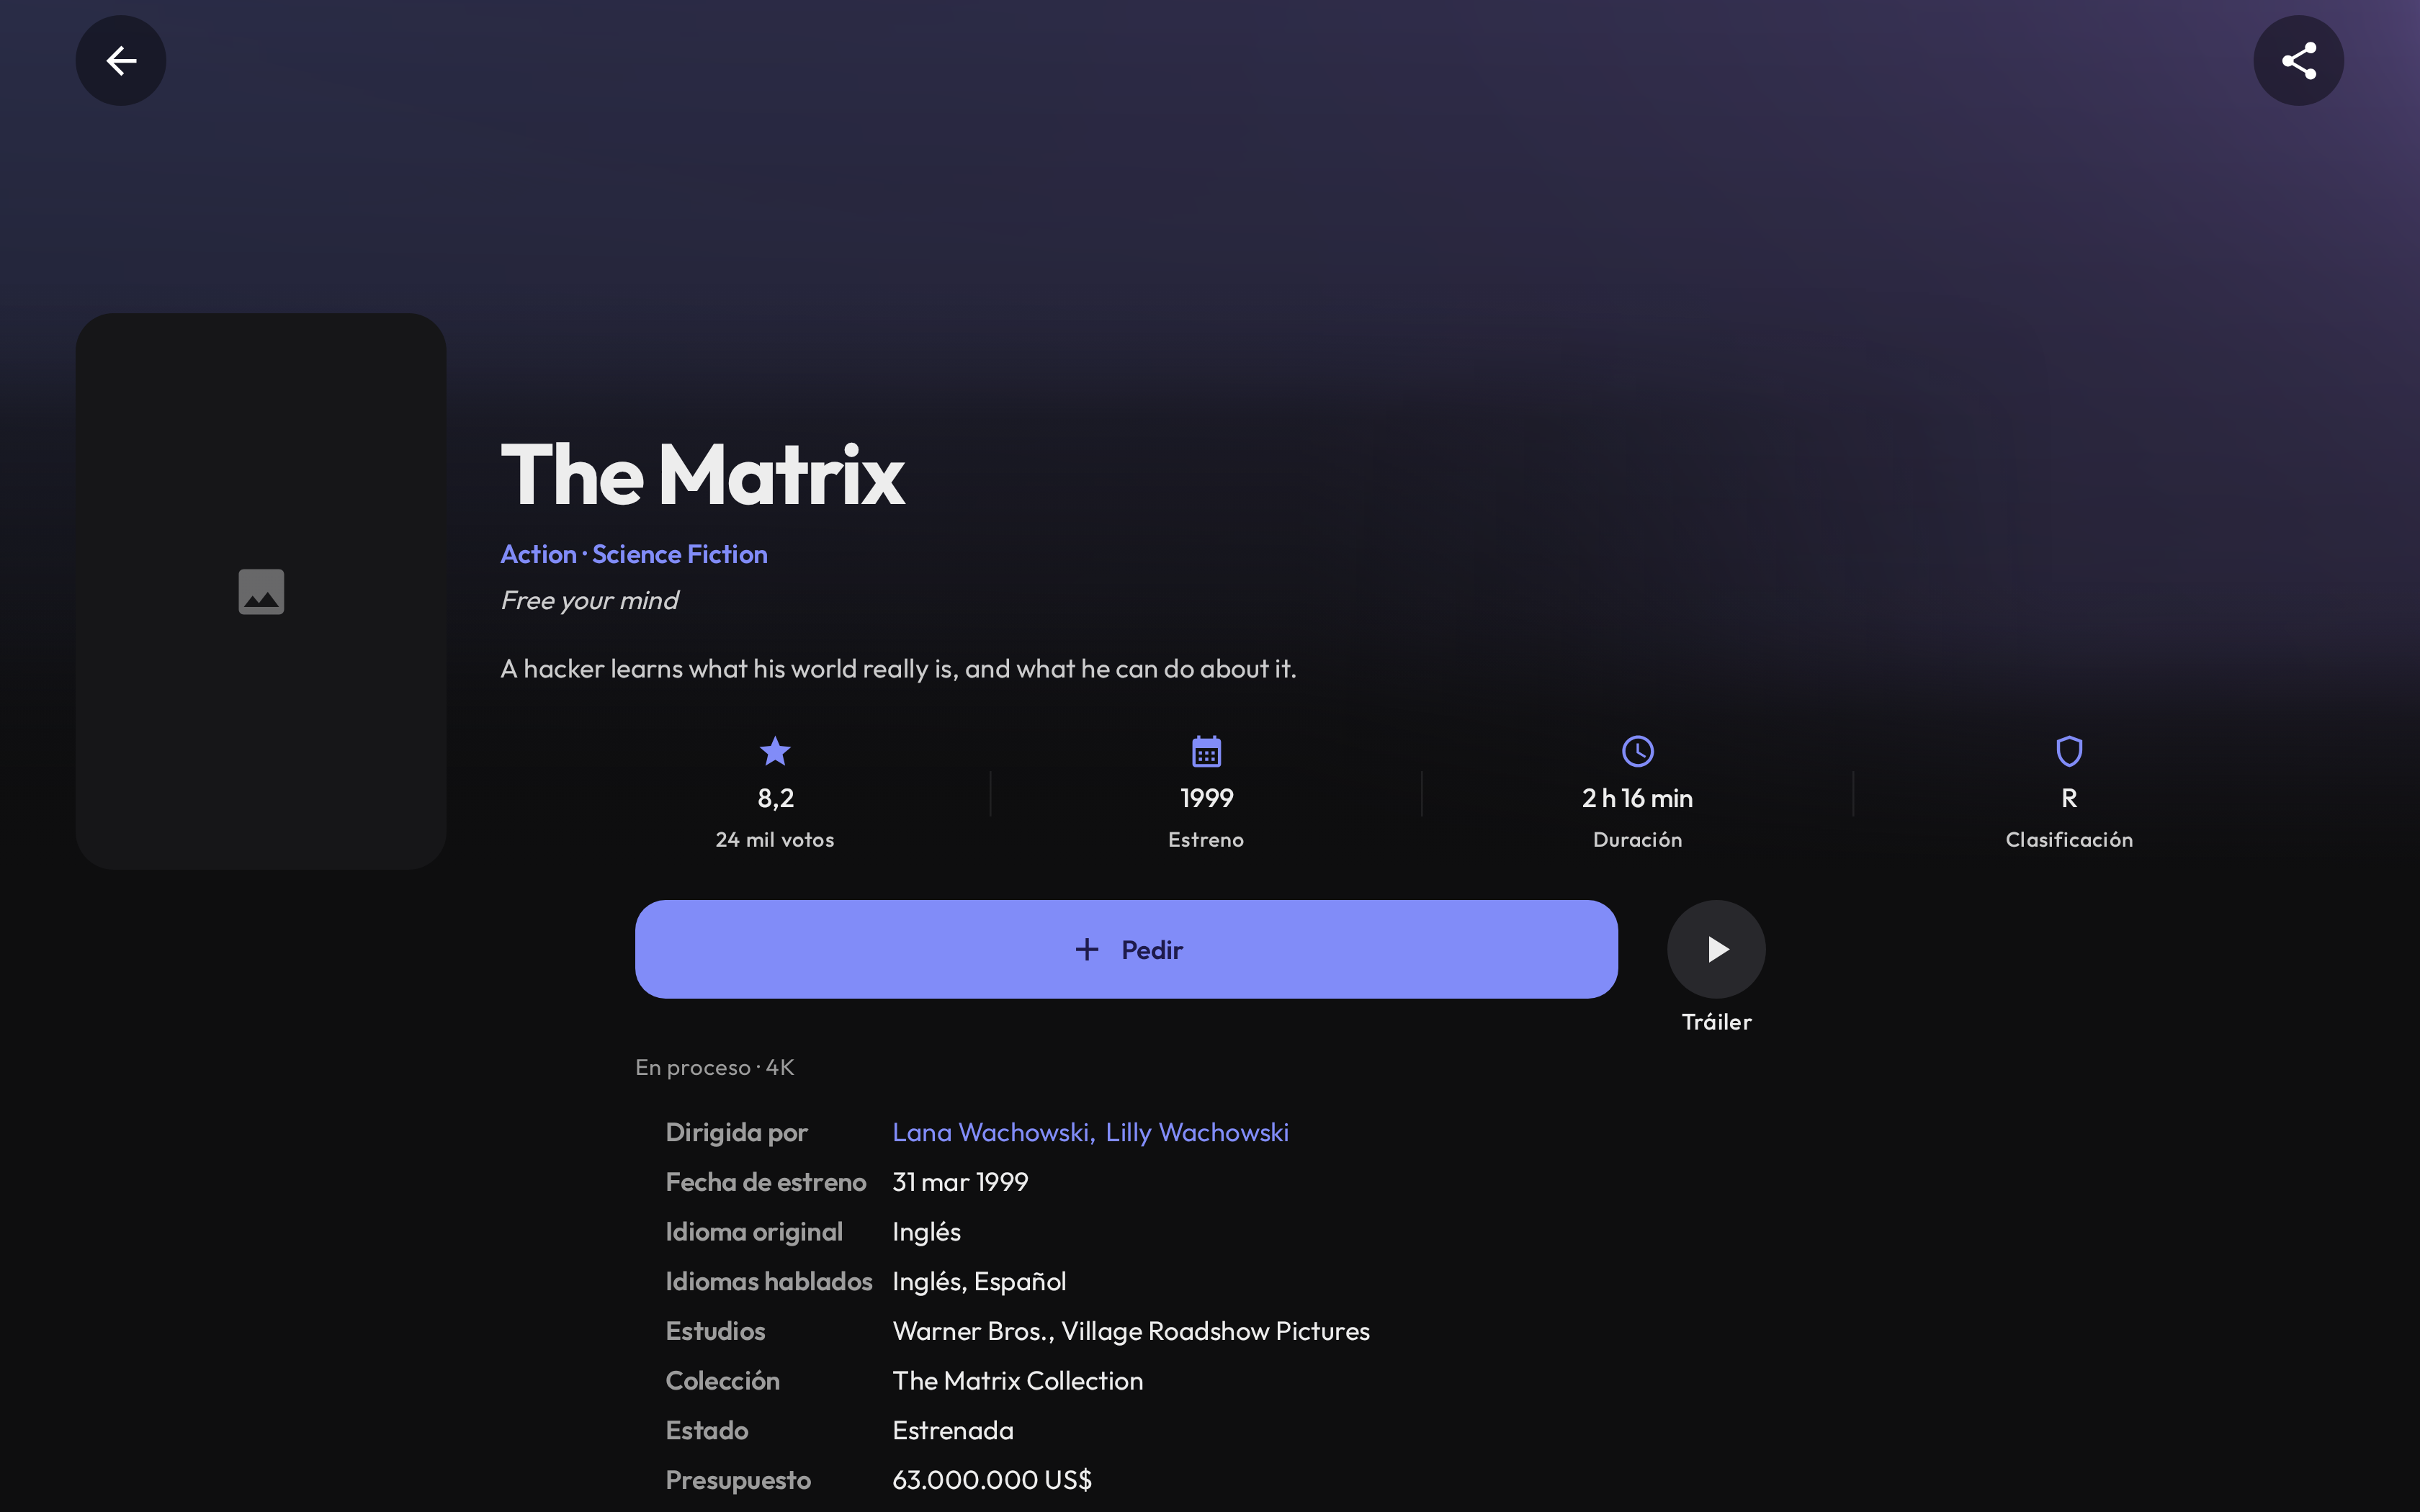 The Matrix
Action · Science Fiction
Free your mind
A hacker learns what his world really is, and what he can do about it.
8,2
24 mil votos
1999
Estreno
2 h 16 min
Duración
R
Clasificación
Pedir
Tráiler
En proceso · 4K
Dirigida por Lana Wachowski, Lilly Wachowski
Fecha de estreno 31 mar 1999
Idioma original Inglés
Idiomas hablados Inglés, Español
Estudios Warner Bros., Village Roadshow Pictures
Colección The Matrix Collection
Estado Estrenada
Presupuesto 63.000.000 US$